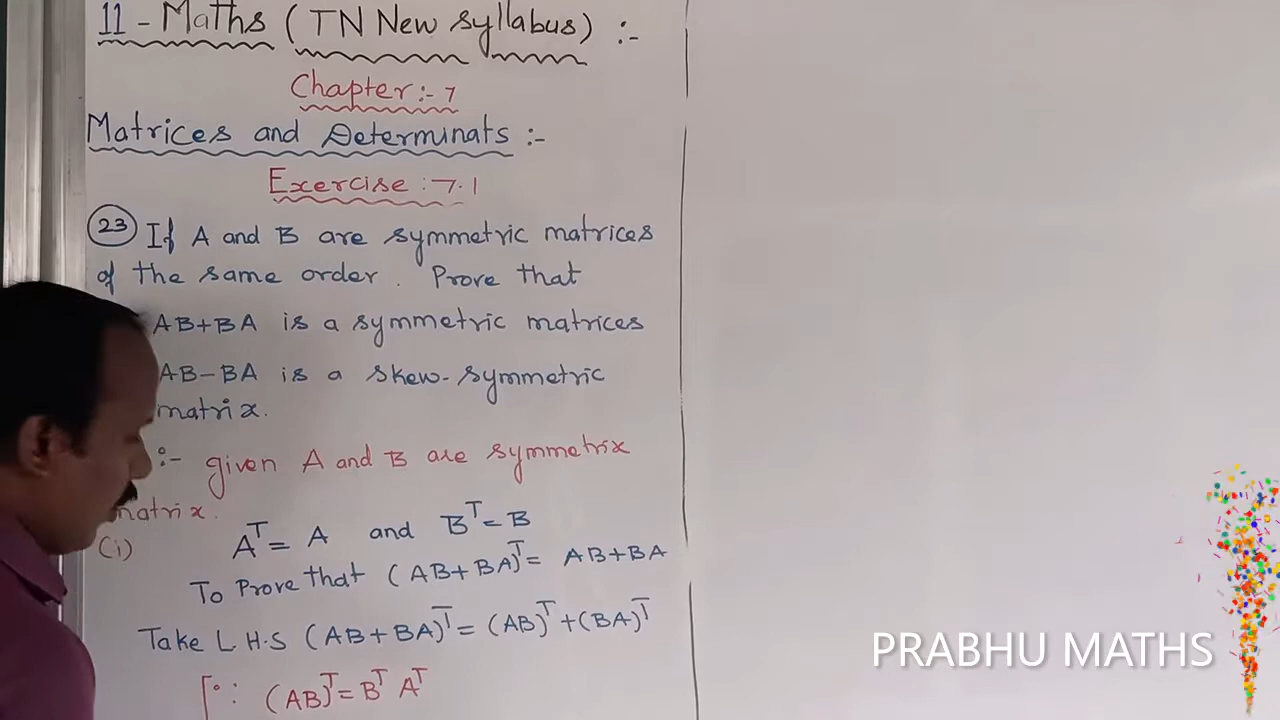 11 - Maths ( TN New syllabus) :-
Chapter:- 7
Matrices and Determinats :-
Exercise : 7.1
23 If A and B are symmetric matrices
of the same order. Prove that
AB+BA is a symmetric matrices
AB-BA is a skew-symmetric
matrix.
:- given A and B are symmetrix
matrix.
(i) A^T = A and B^T = B
To Prove that (AB+BA)^T = AB+BA
Take L.H.S (AB+BA)^T = (AB)^T + (BA)^T
[∵ (AB)^T = B^T A^T
PRABHU MATHS